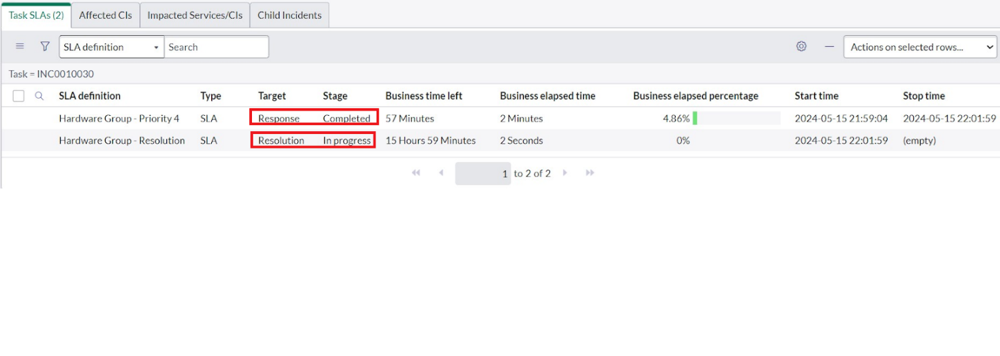 Task SLAs (2) Affected CIs Impacted Services/CIs Child Incidents
SLA definition Search Actions on selected rows...
Task = INC0010030
SLA definition Type Target Stage Business time left Business elapsed time Business elapsed percentage Start time Stop time
Hardware Group - Priority 4 SLA Response Completed 57 Minutes 2 Minutes 4.86% 2024-05-15 21:59:04 2024-05-15 22:01:59
Hardware Group - Resolution SLA Resolution In progress 15 Hours 59 Minutes 2 Seconds 0% 2024-05-15 22:01:59 (empty)
1 to 2 of 2